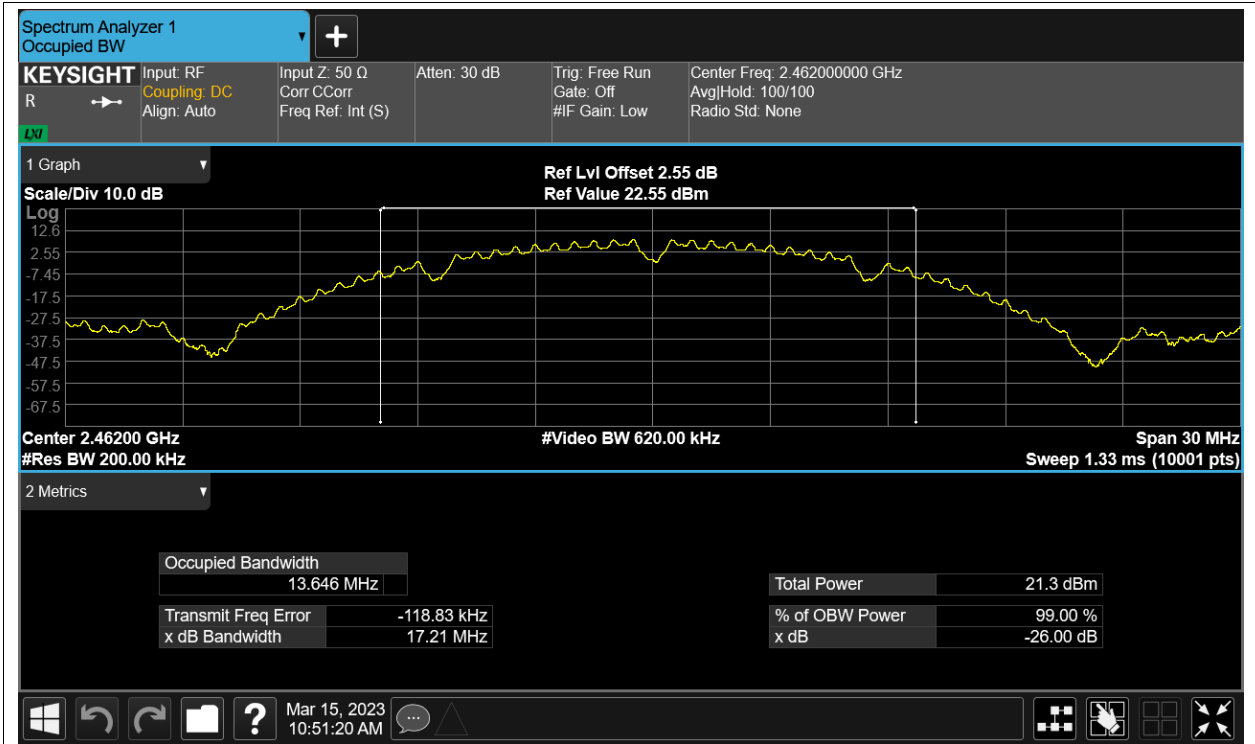 Spectrum Analyzer 1
Occupied BW
KEYSIGHT
R
LXI
Input: RF
Coupling: DC
Align: Auto
Input Z: 50 Ω
Corr CCorr
Freq Ref: Int (S)
Atten: 30 dB
Trig: Free Run
Gate: Off
#IF Gain: Low
Center Freq: 2.462000000 GHz
Avg|Hold: 100/100
Radio Std: None
1 Graph
Ref Lvl Offset 2.55 dB
Scale/Div 10.0 dB
Ref Value 22.55 dBm
Log
12.6
2.55
-7.45
-17.5
-27.5
-37.5
-47.5
-57.5
-67.5
Center 2.46200 GHz
#Video BW 620.00 kHz
Span 30 MHz
#Res BW 200.00 kHz
Sweep 1.33 ms (10001 pts)
2 Metrics
Occupied Bandwidth
13.646 MHz
Total Power 21.3 dBm
Transmit Freq Error -118.83 kHz
% of OBW Power 99.00 %
x dB Bandwidth 17.21 MHz
x dB -26.00 dB
?
Mar 15, 2023
10:51:20 AM